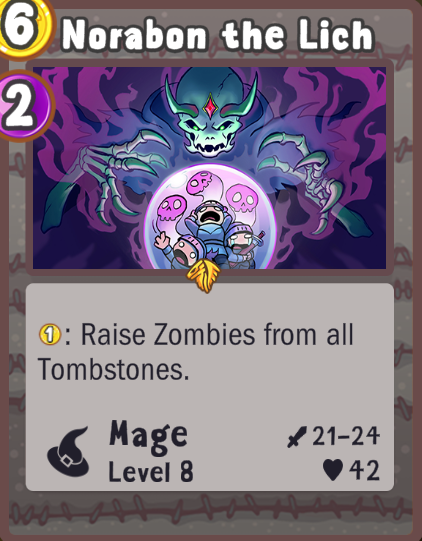 6
Norabon the Lich
2
1: Raise Zombies from all
Tombstones.
Mage
21–24
Level 8
42